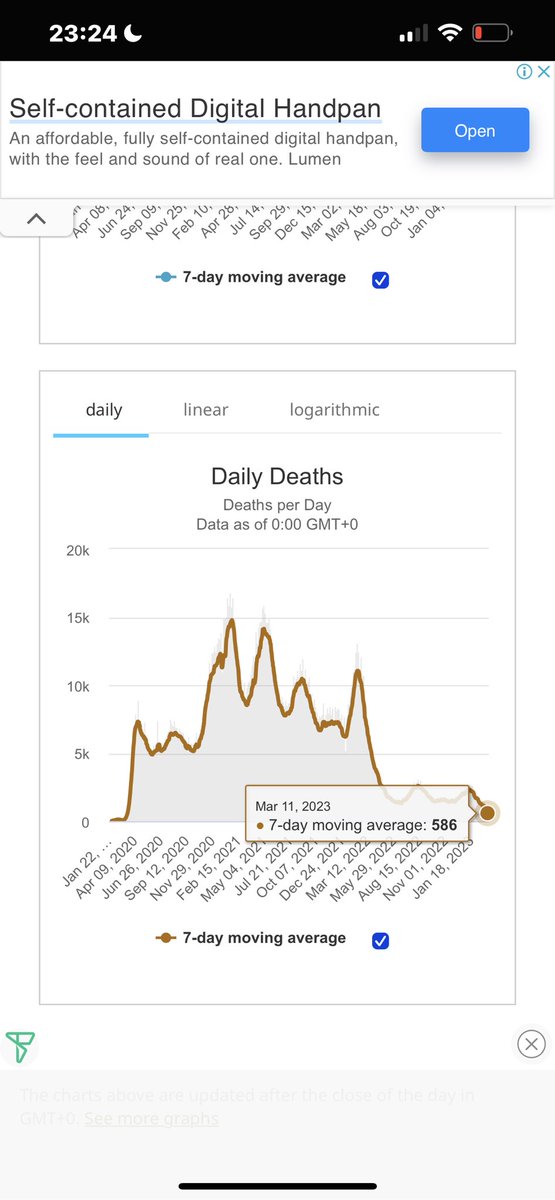 23:24
Self-contained Digital Handpan
An affordable, fully self-contained digital handpan,
with the feel and sound of real one. Lumen
Open
Apr 08,
Jun 24,
Sep 09,
Nov 25,
Feb 10,
Apr 28,
Jul 14,
Sep 29,
Dec 15,
Mar 02,
May 18,
Aug 03,
Oct 19,
Jan 04,
7-day moving average
daily linear logarithmic
Daily Deaths
Deaths per Day
Data as of 0:00 GMT+0
20k
15k
10k
5k
0
Mar 11, 2023
7-day moving average: 586
Jan 22, ...
Apr 09, 2020
Jun 26, 2020
Sep 12, 2020
Nov 29, 2020
Feb 15, 2021
May 04, 2021
Jul 21, 2021
Oct 07, 2021
Dec 24, 2021
Mar 12, 2022
May 29, 2022
Aug 15, 2022
Nov 01, 2022
Jan 18, 2023
7-day moving average
The charts above are updated after the close of the day in
GMT+0. See more graphs